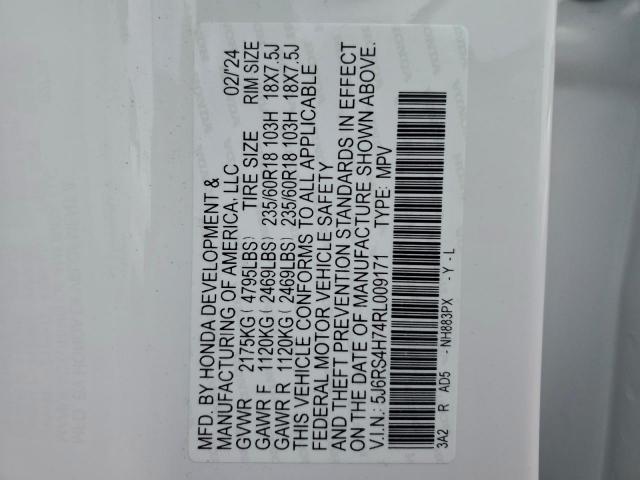 MFD. BY HONDA DEVELOPMENT & 02/'24
MANUFACTURING OF AMERICA, LLC
GVWR 2175KG (4795LBS) TIRE SIZE RIM SIZE
GAWR F 1120KG (2469LBS) 235/60R18 103H 18X7.5J
GAWR R 1120KG (2469LBS) 235/60R18 103H 18X7.5J
THIS VEHICLE CONFORMS TO ALL APPLICABLE
FEDERAL MOTOR VEHICLE SAFETY
AND THEFT PREVENTION STANDARDS IN EFFECT
ON THE DATE OF MANUFACTURE SHOWN ABOVE.
V.I.N.: 5J6RS4H74RL009171 TYPE: MPV
3A2 R AD5 -NH883PX -Y-L